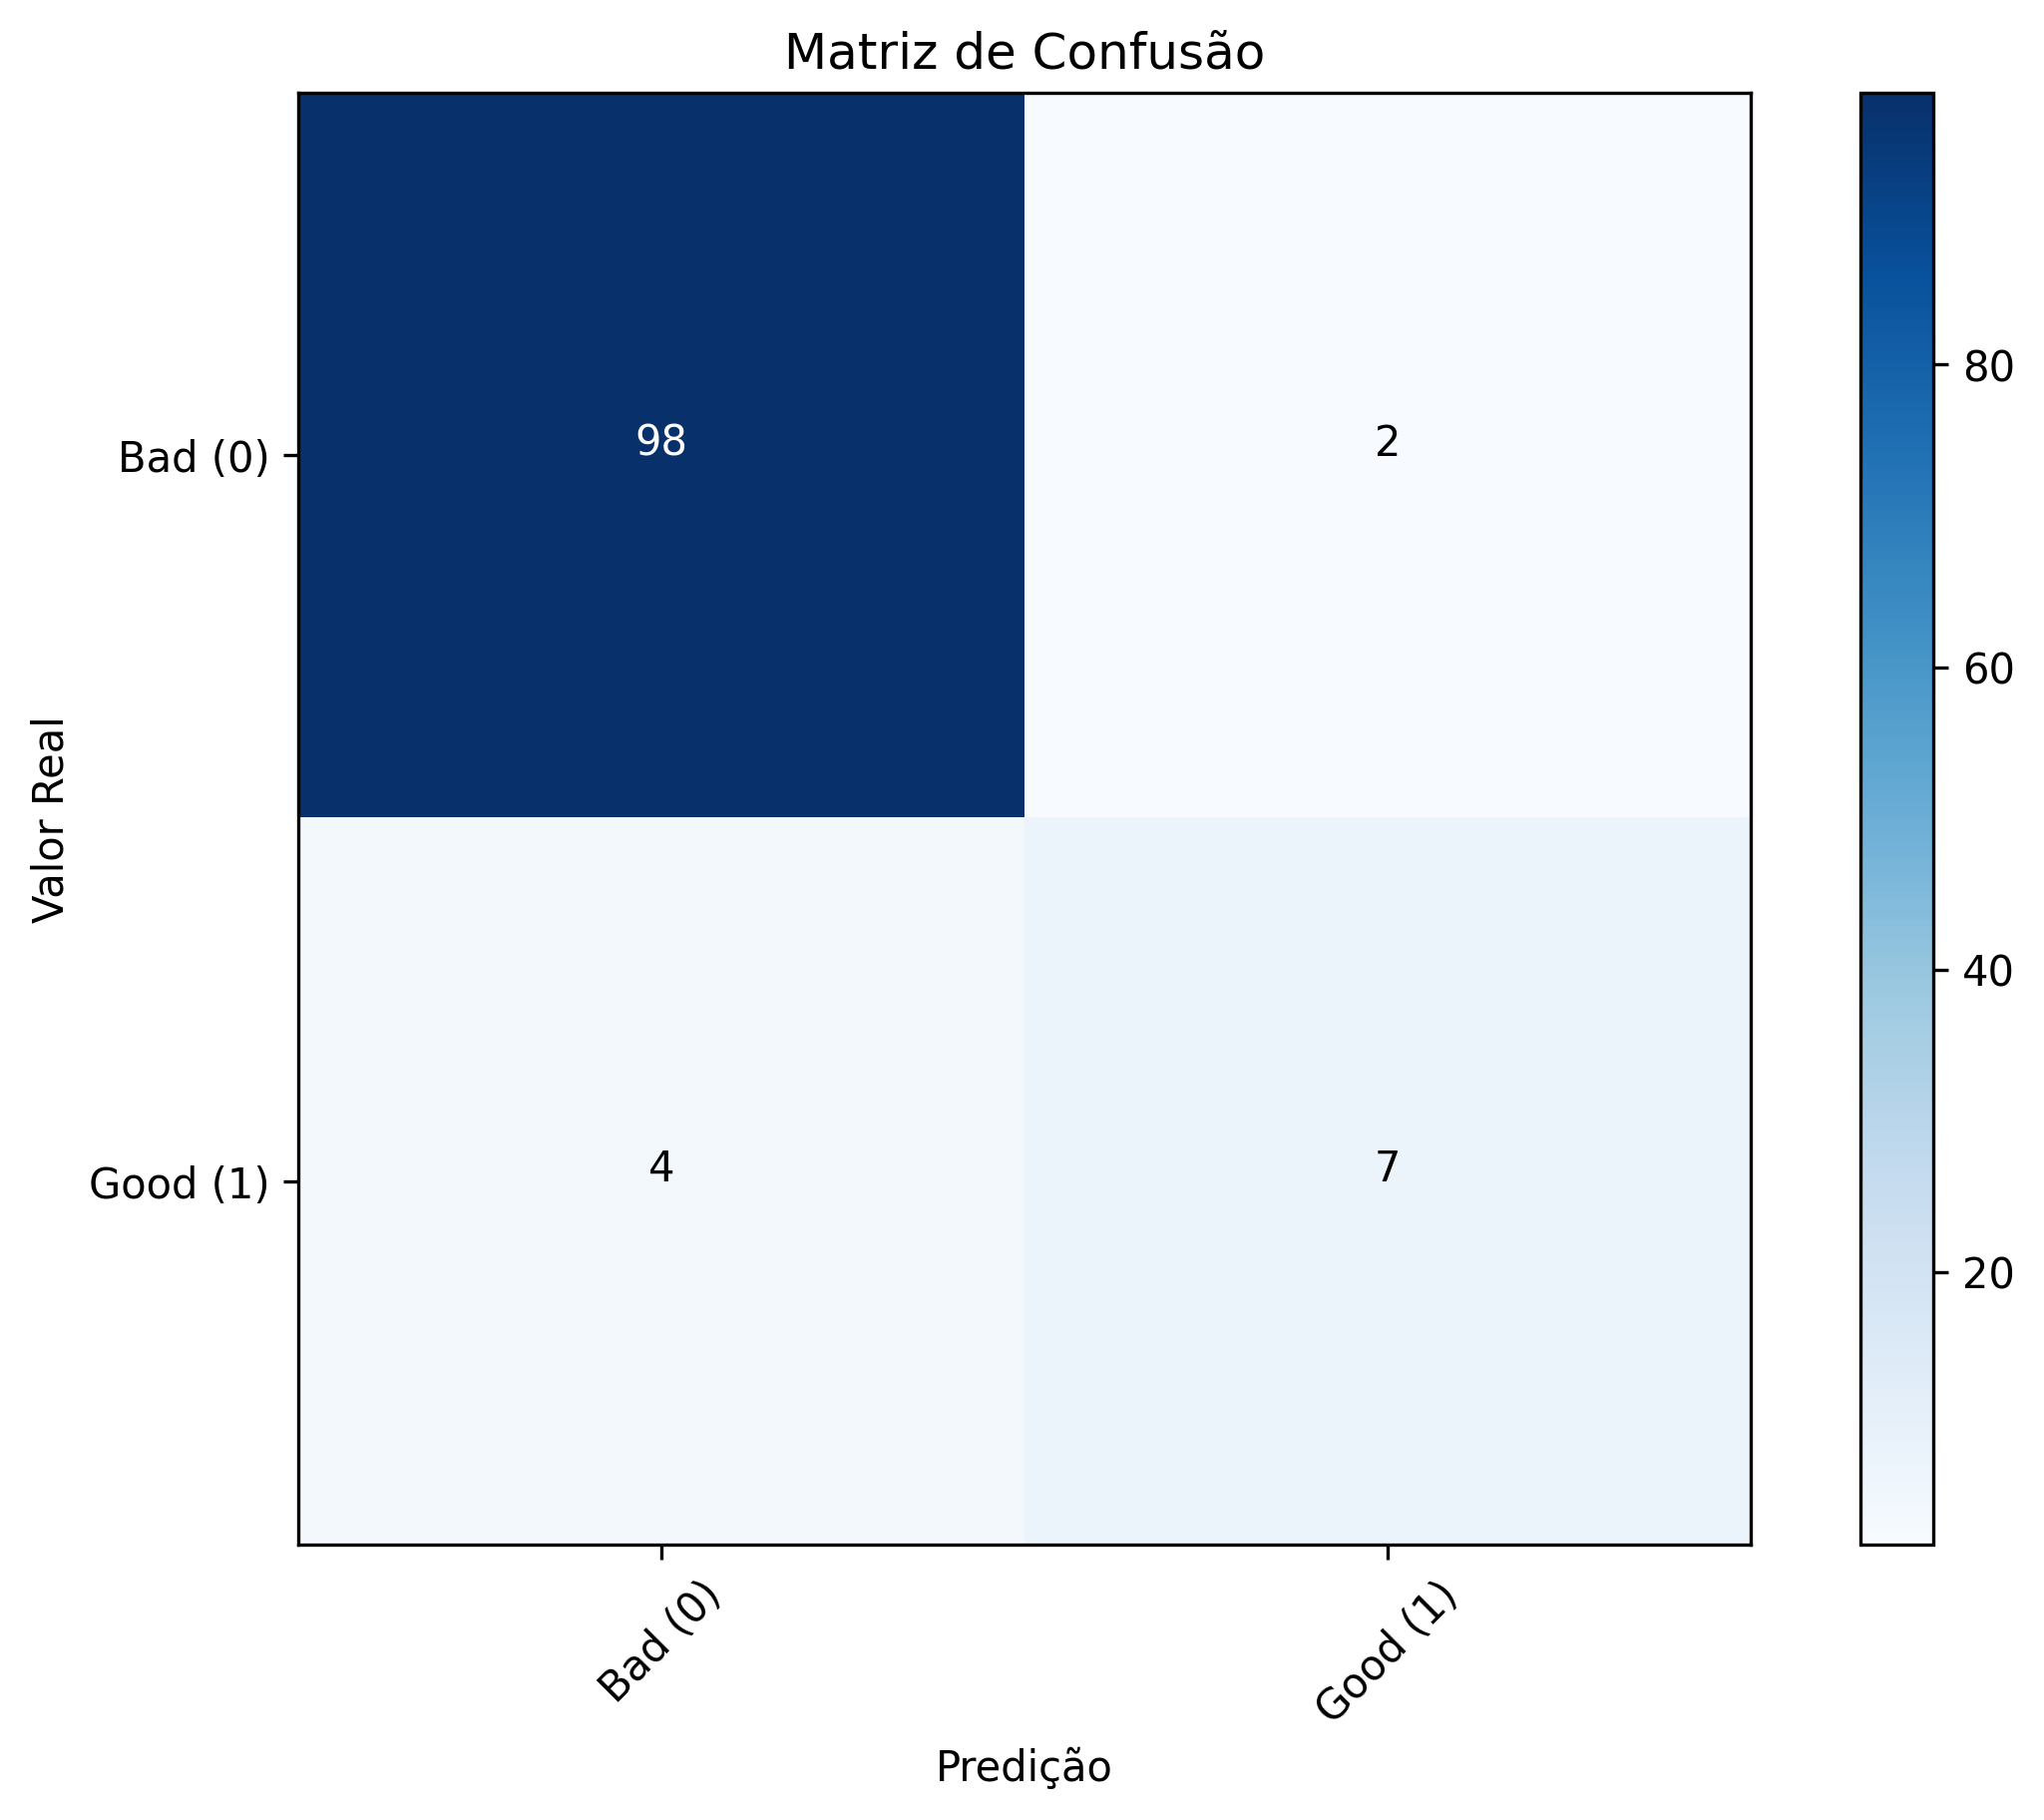 Matriz de Confusão
Valor Real
Bad (0)
98
2
Good (1)
4
7
Bad (0)
Good (1)
Predição
80
60
40
20